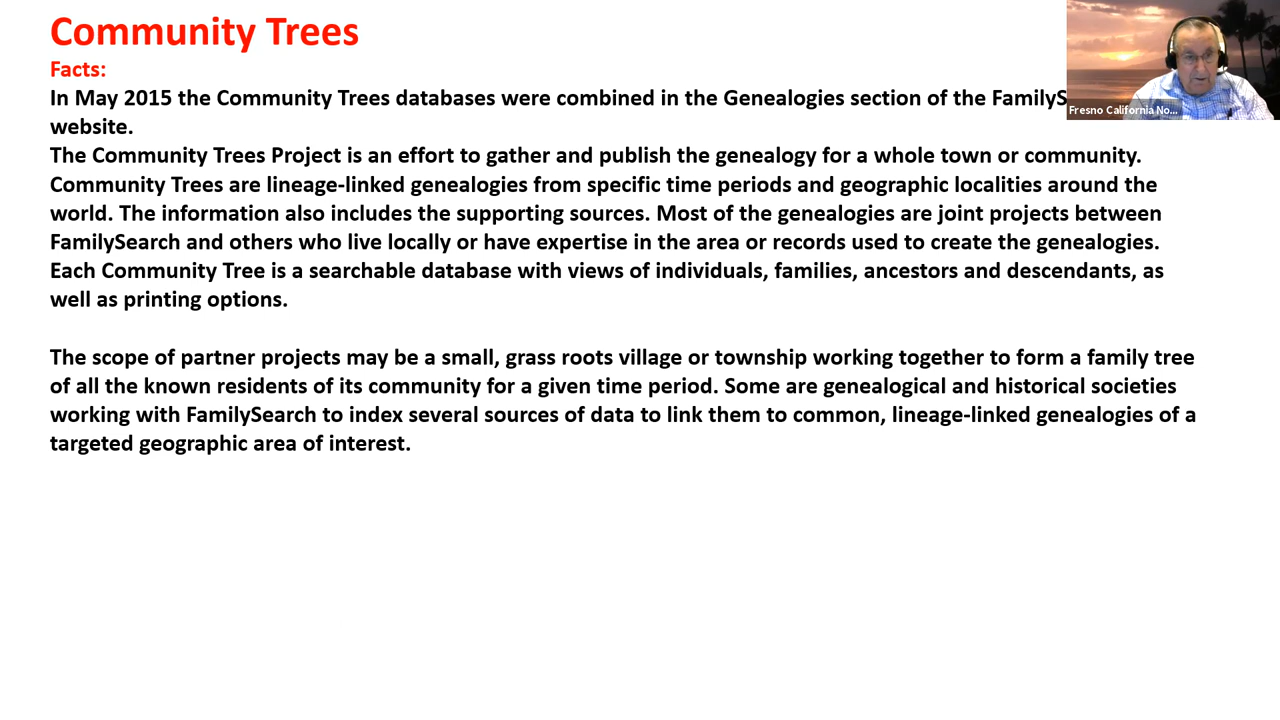 Community Trees
Facts:
In May 2015 the Community Trees databases were combined in the Genealogies section of the FamilyS
website.
The Community Trees Project is an effort to gather and publish the genealogy for a whole town or community.
Community Trees are lineage-linked genealogies from specific time periods and geographic localities around the
world. The information also includes the supporting sources. Most of the genealogies are joint projects between
FamilySearch and others who live locally or have expertise in the area or records used to create the genealogies.
Each Community Tree is a searchable database with views of individuals, families, ancestors and descendants, as
well as printing options.
The scope of partner projects may be a small, grass roots village or township working together to form a family tree
of all the known residents of its community for a given time period. Some are genealogical and historical societies
working with FamilySearch to index several sources of data to link them to common, lineage-linked genealogies of a
targeted geographic area of interest.
Fresno California No...